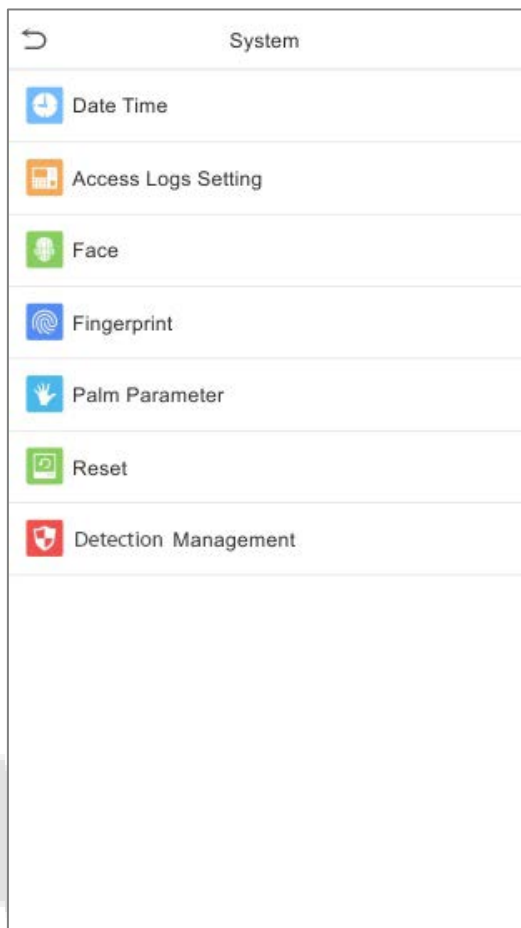 System
Date Time
Access Logs Setting
Face
Fingerprint
Palm Parameter
Reset
Detection Management